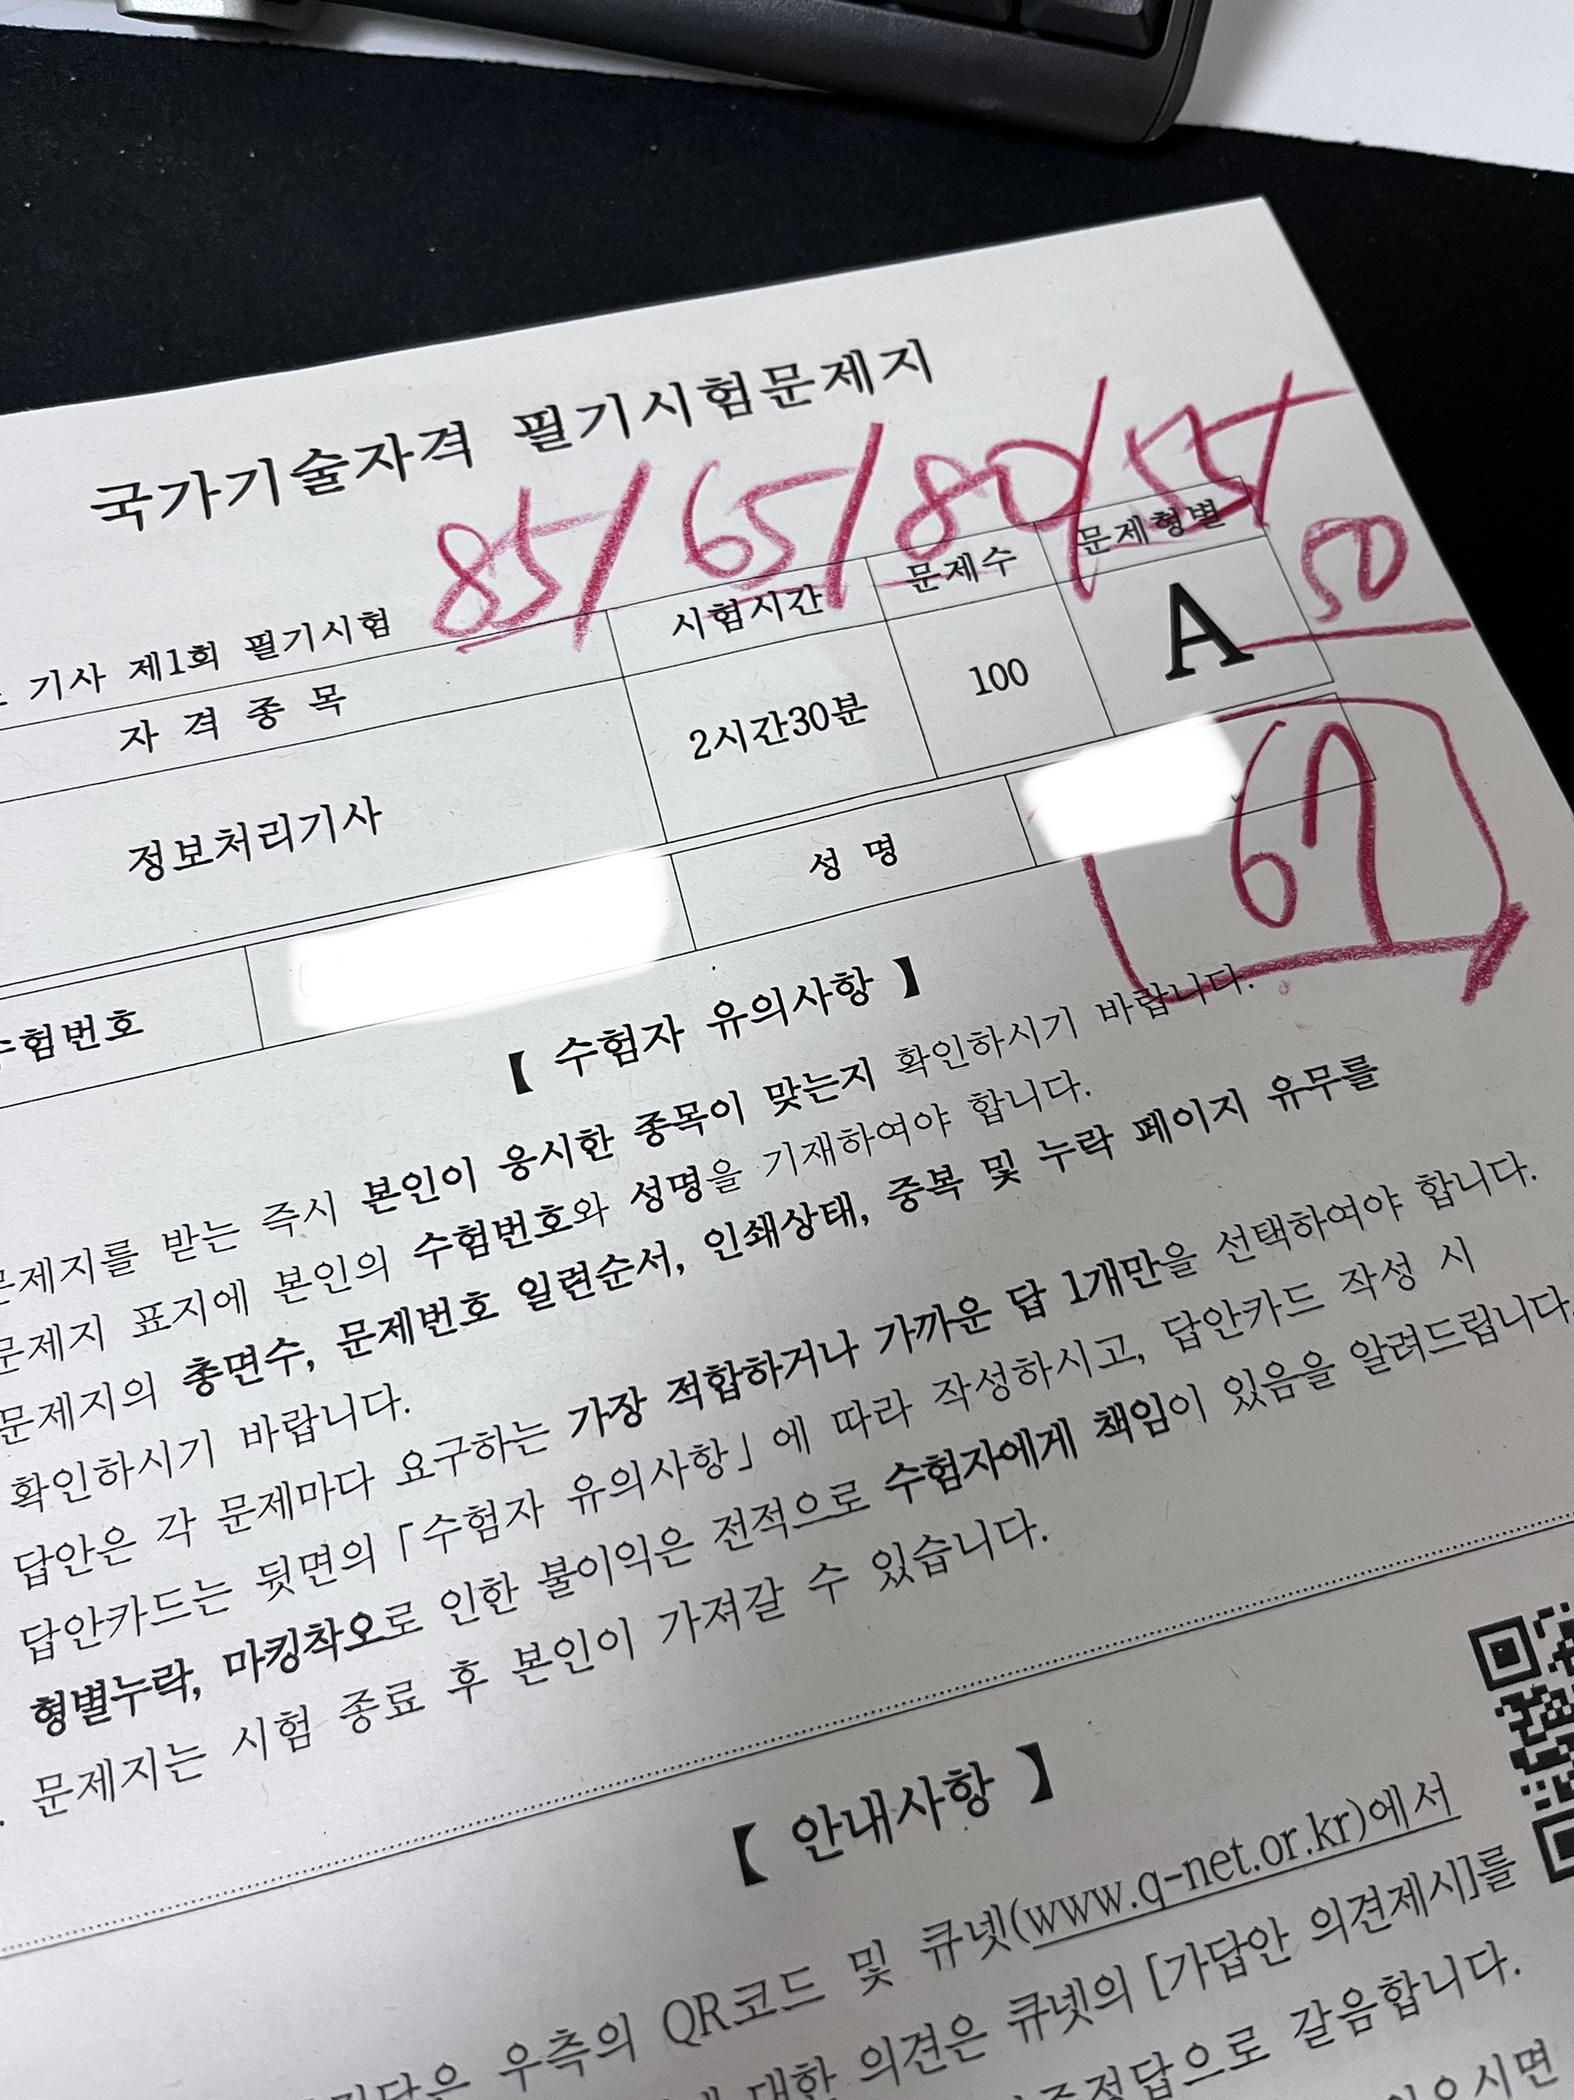 국가기술자격 필기시험문제지
85/ 65/ 80/ 55/
50
기사 제1회 필기시험
자 격 종 목 시험시간 문제수 문제형별
정보처리기사 2시간30분 100 A
67
수험번호 성 명
【 수험자 유의사항 】
문제지를 받는 즉시 본인이 응시한 종목이 맞는지 확인하시기 바랍니다.
문제지 표지에 본인의 수험번호와 성명을 기재하여야 합니다.
문제지의 총면수, 문제번호 일련순서, 인쇄상태, 중복 및 누락 페이지 유무를
확인하시기 바랍니다.
답안은 각 문제마다 요구하는 가장 적합하거나 가까운 답 1개만을 선택하여야 합니다.
답안카드는 뒷면의 「수험자 유의사항」에 따라 작성하시고, 답안카드 작성 시
형별누락, 마킹착오로 인한 불이익은 전적으로 수험자에게 책임이 있음을 알려드립니다.
문제지는 시험 종료 후 본인이 가져갈 수 있습니다.
【 안내사항 】
우측의 QR코드 및 큐넷(www.q-net.or.kr)에서
대한 의견은 큐넷의 [가답안 의견제시]를
갈음합니다.